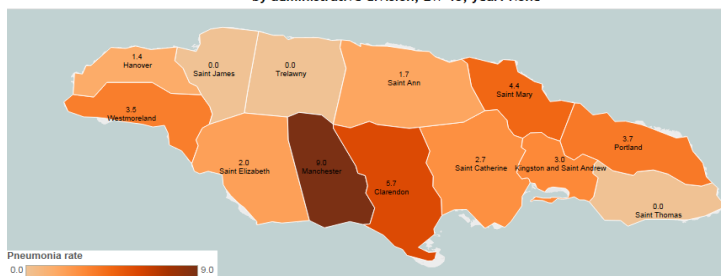 1.4
Hanover
0.0
Saint James
0.0
Trelawny
1.7
Saint Ann
4.4
Saint Mary
3.5
Westmoreland
2.0
Saint Elizabeth
9.0
Manchester
5.7
Clarendon
2.7
Saint Catherine
3.0
Kingston and Saint Andrew
3.7
Portland
0.0
Saint Thomas
Pneumonia rate
0.0 9.0